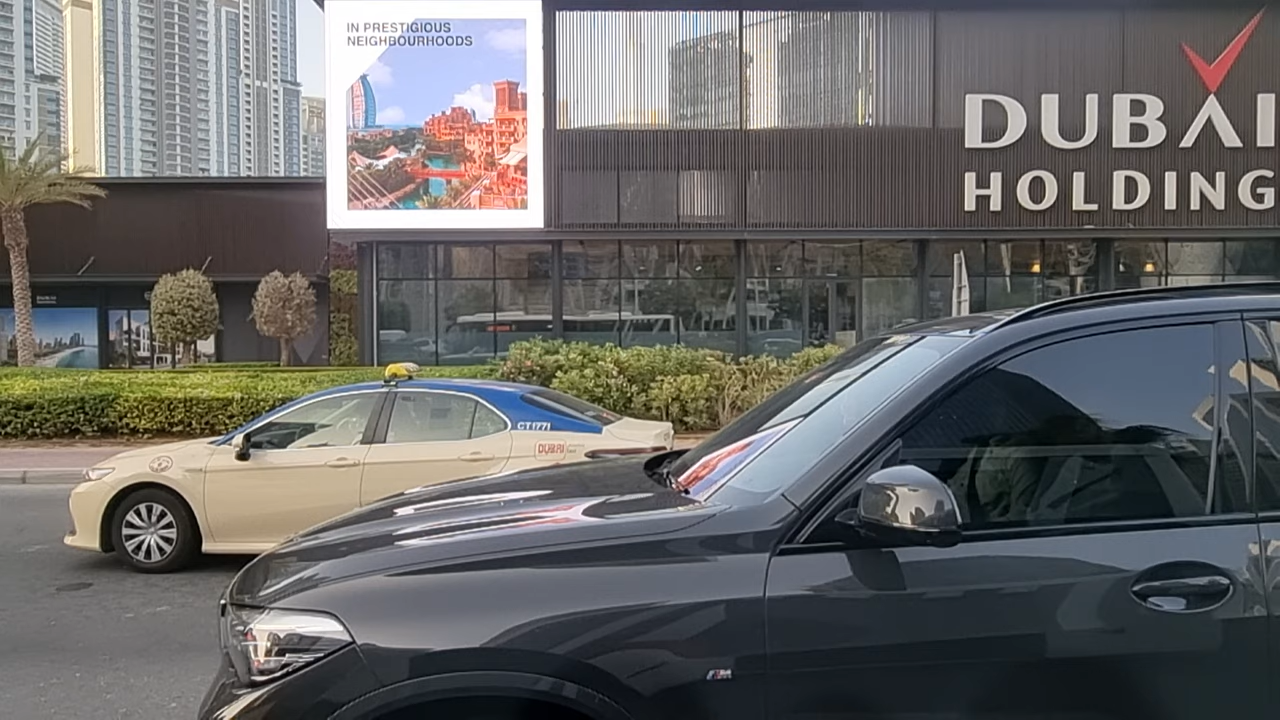 IN PRESTIGIOUS
NEIGHBOURHOODS
DUBAI
HOLDING
CT1771
DUBAI
M